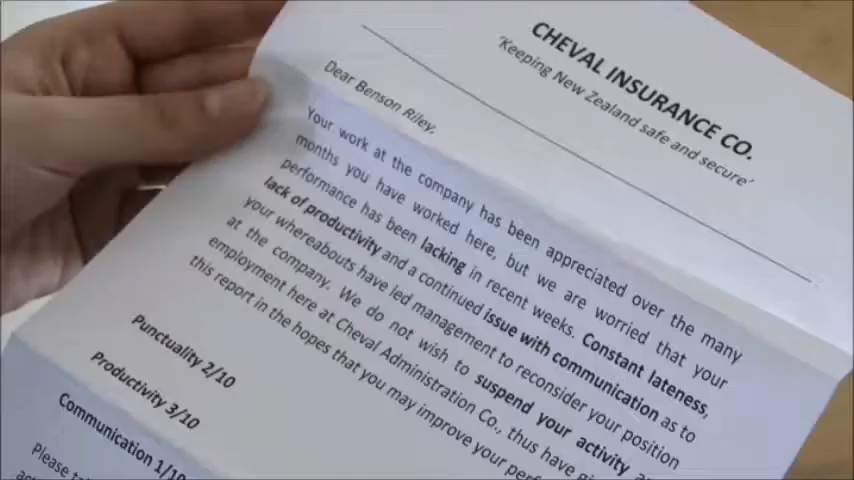 CHEVAL INSURANCE CO.
'Keeping New Zealand safe and secure'
Dear Benson Riley,
Your work at the company has been appreciated over the many
months you have worked here, but we are worried that your
performance has been lacking in recent weeks. Constant lateness,
lack of productivity and a continued issue with communication as to
your whereabouts have led management to reconsider your position
at the company. We do not wish to suspend your activity
employment here at Cheval Administration Co., thus have
this report in the hopes that you may improve your
Punctuality 2/10
Productivity 3/10
Communication 1/10
Please